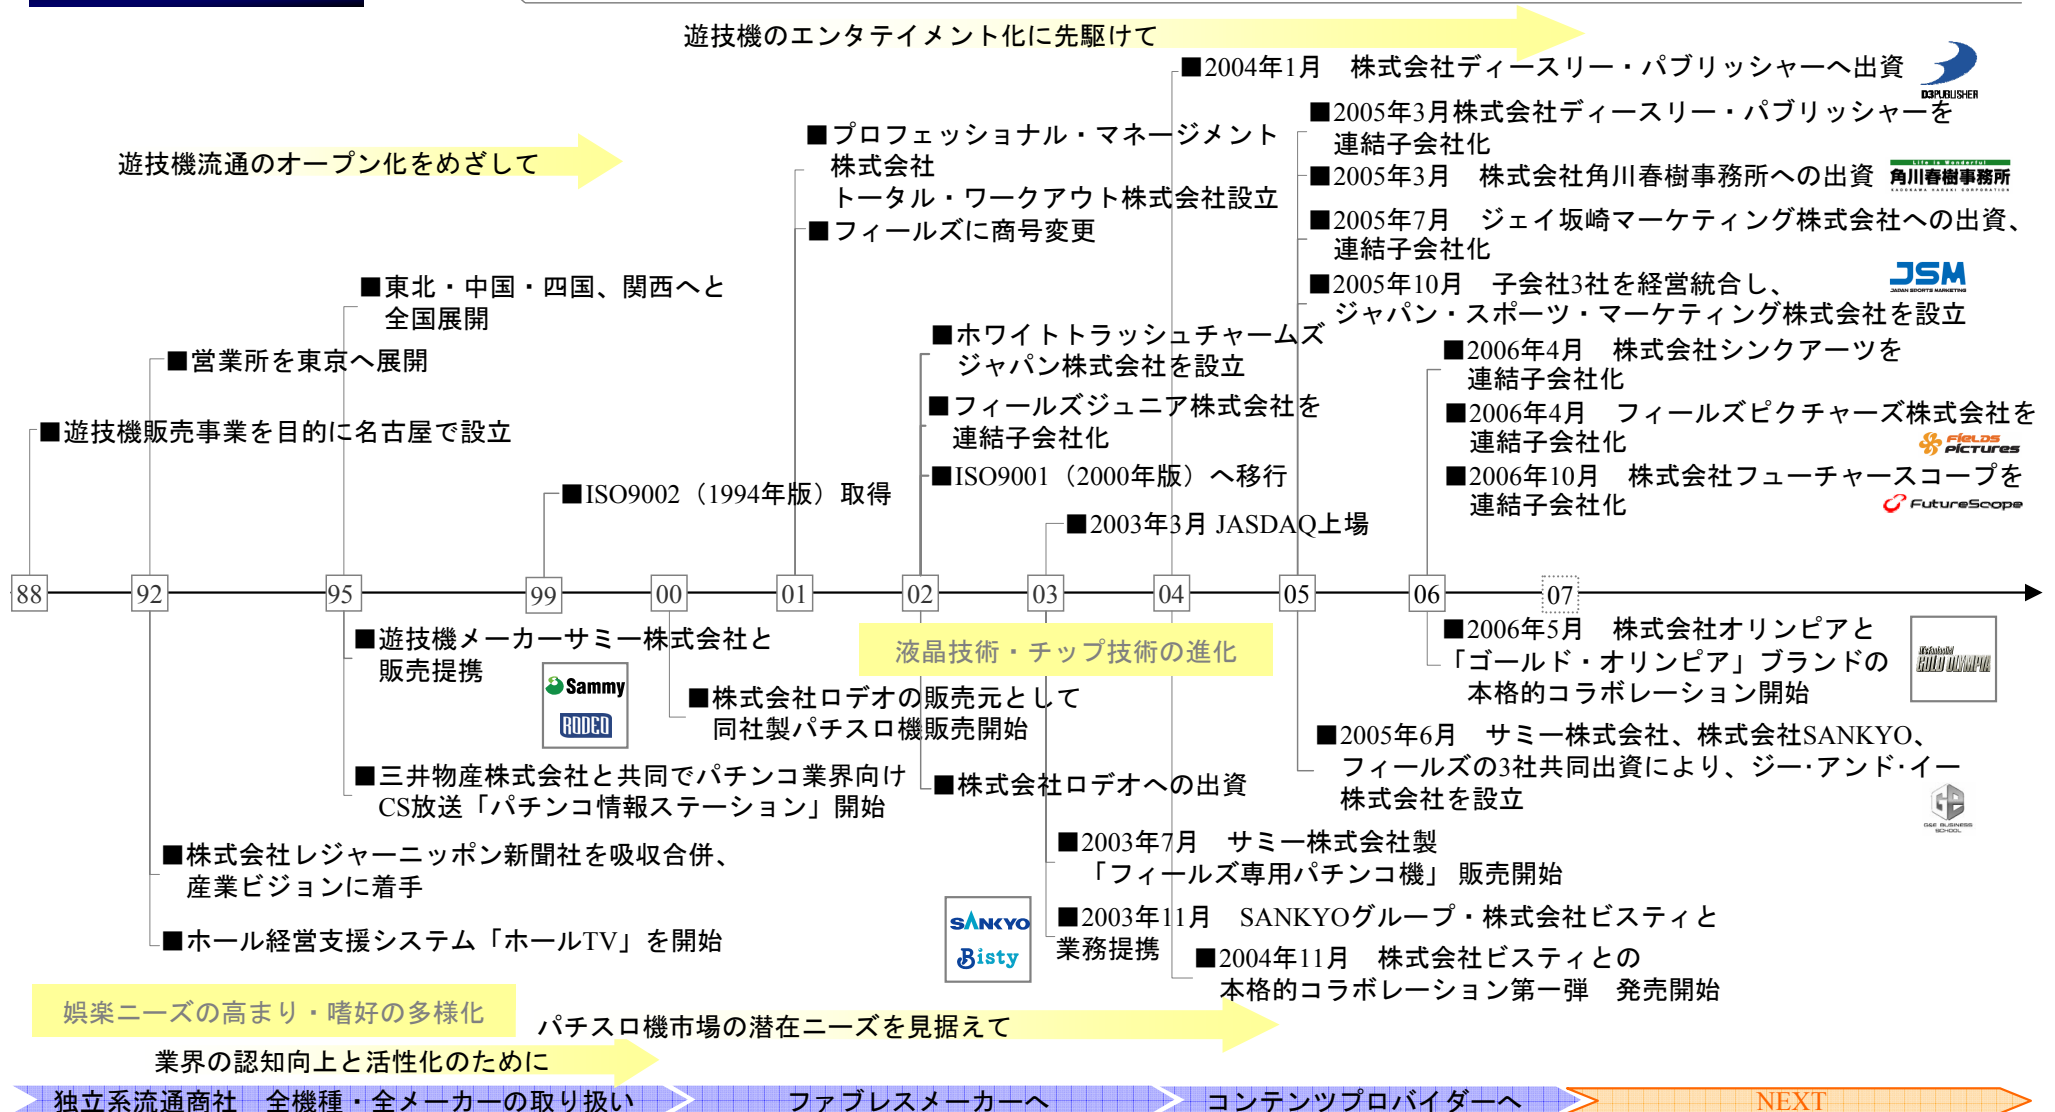 遊技機のエンタテイメント化に先駆けて
■2004年1月　株式会社ディースリー・パブリッシャーへ出資
D3PUBLISHER
■2005年3月株式会社ディースリー・パブリッシャーを
連結子会社化
■プロフェッショナル・マネージメント
株式会社
トータル・ワークアウト株式会社設立
遊技機流通のオープン化をめざして
■2005年3月　株式会社角川春樹事務所への出資
Life is Wonderful
角川春樹事務所
KADOKAWA HARUKI CORPORATION
■フィールズに商号変更
■2005年7月　ジェイ坂崎マーケティング株式会社への出資、
連結子会社化
■東北・中国・四国、関西へと
全国展開
■2005年10月　子会社3社を経営統合し、
ジャパン・スポーツ・マーケティング株式会社を設立
JSM
JAPAN SPORTS MARKETING
■ホワイトトラッシュチャームズ
ジャパン株式会社を設立
■営業所を東京へ展開
■2006年4月　株式会社シンクアーツを
連結子会社化
■フィールズジュニア株式会社を
連結子会社化
■遊技機販売事業を目的に名古屋で設立
■2006年4月　フィールズピクチャーズ株式会社を
連結子会社化
FIELDS
PICTURES
■ISO9001（2000年版）へ移行
■2006年10月　株式会社フューチャースコープを
連結子会社化
FutureScope
■ISO9002（1994年版）取得
■2003年3月 JASDAQ上場
88 92 95 99 00 01 02 03 04 05 06 07
■遊技機メーカーサミー株式会社と
販売提携
Sammy
RODEO
液晶技術・チップ技術の進化
■2006年5月　株式会社オリンピアと
「ゴールド・オリンピア」ブランドの
本格的コラボレーション開始
GOLD OLYMPIA
■株式会社ロデオの販売元として
同社製パチスロ機販売開始
■2005年6月　サミー株式会社、株式会社SANKYO、
フィールズの3社共同出資により、ジー・アンド・イー
株式会社を設立
G&E BUSINESS
SCHOOL
■三井物産株式会社と共同でパチンコ業界向け
CS放送「パチンコ情報ステーション」開始
■株式会社ロデオへの出資
■株式会社レジャーニッポン新聞社を吸収合併、
産業ビジョンに着手
■2003年7月　サミー株式会社製
「フィールズ専用パチンコ機」 販売開始
■ホール経営支援システム「ホールTV」を開始
SANKYO
Bisty
■2003年11月　SANKYOグループ・株式会社ビスティと
業務提携
■2004年11月　株式会社ビスティとの
本格的コラボレーション第一弾　発売開始
娯楽ニーズの高まり・嗜好の多様化
パチスロ機市場の潜在ニーズを見据えて
業界の認知向上と活性化のために
独立系流通商社　全機種・全メーカーの取り扱い
ファブレスメーカーへ
コンテンツプロバイダーへ
NEXT